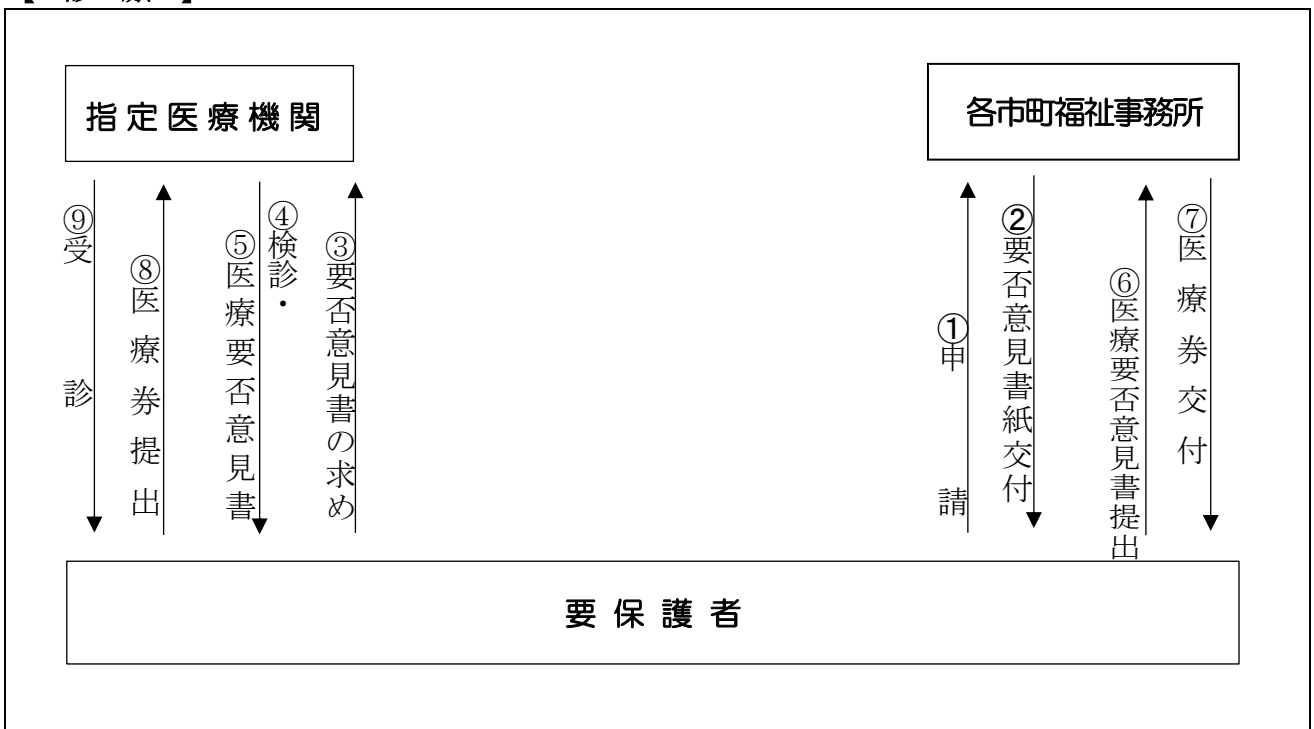 指定医療機関
各市町福祉事務所
⑨受診
⑧医療券提出
⑤医療要否意見書
④検診・
③要否意見書の求め
①申請
②要否意見書紙交付
⑥医療要否意見書提出
⑦医療券交付
要保護者